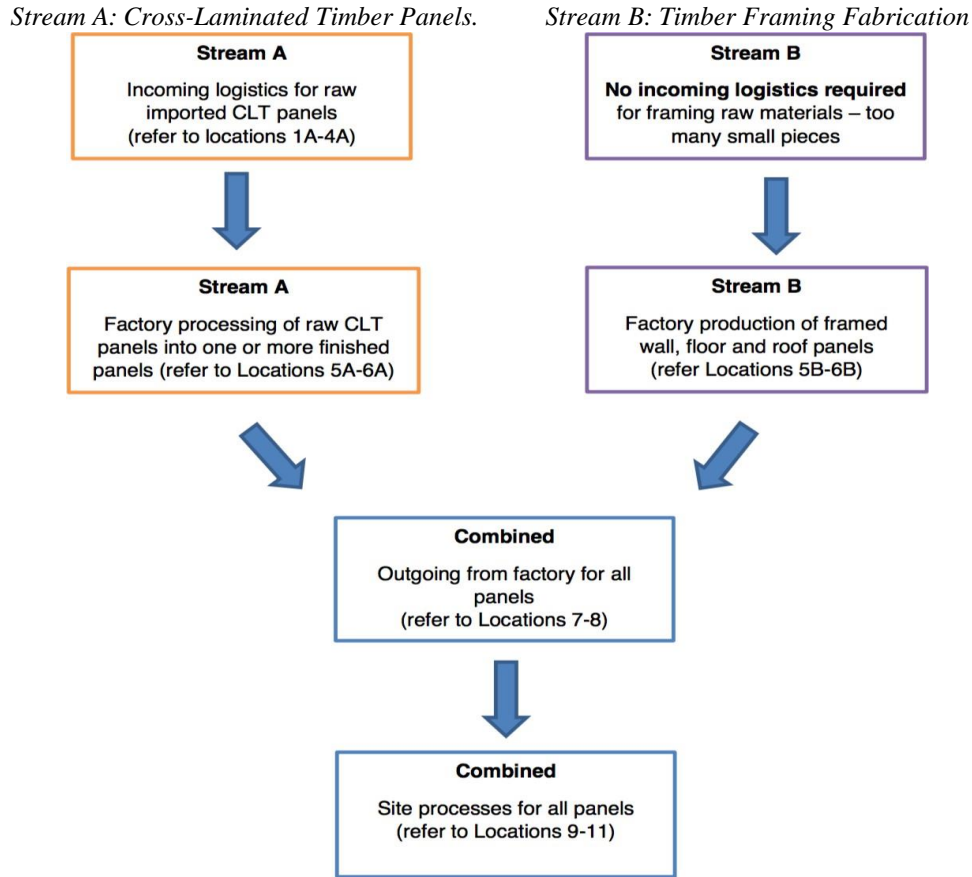 Stream A: Cross-Laminated Timber Panels.
Stream B: Timber Framing Fabrication
Stream A
Incoming logistics for raw
imported CLT panels
(refer to locations 1A-4A)
Stream B
No incoming logistics required
for framing raw materials – too
many small pieces
Stream A
Factory processing of raw CLT
panels into one or more finished
panels (refer to Locations 5A-6A)
Stream B
Factory production of framed
wall, floor and roof panels
(refer Locations 5B-6B)
Combined
Outgoing from factory for all
panels
(refer to Locations 7-8)
Combined
Site processes for all panels
(refer to Locations 9-11)